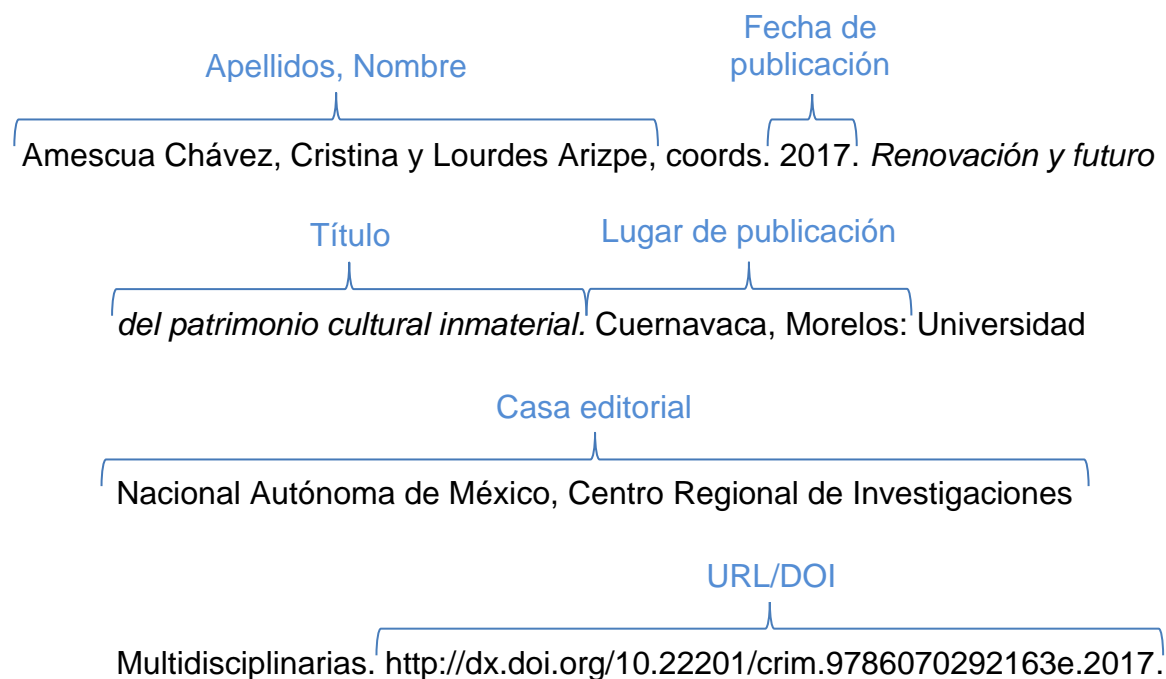 Fecha de
publicación
Apellidos, Nombre
Amescua Chávez, Cristina y Lourdes Arizpe, coords. 2017. Renovación y futuro
Título
Lugar de publicación
del patrimonio cultural inmaterial. Cuernavaca, Morelos: Universidad
Casa editorial
Nacional Autónoma de México, Centro Regional de Investigaciones
URL/DOI
Multidisciplinarias. http://dx.doi.org/10.22201/crim.9786070292163e.2017.